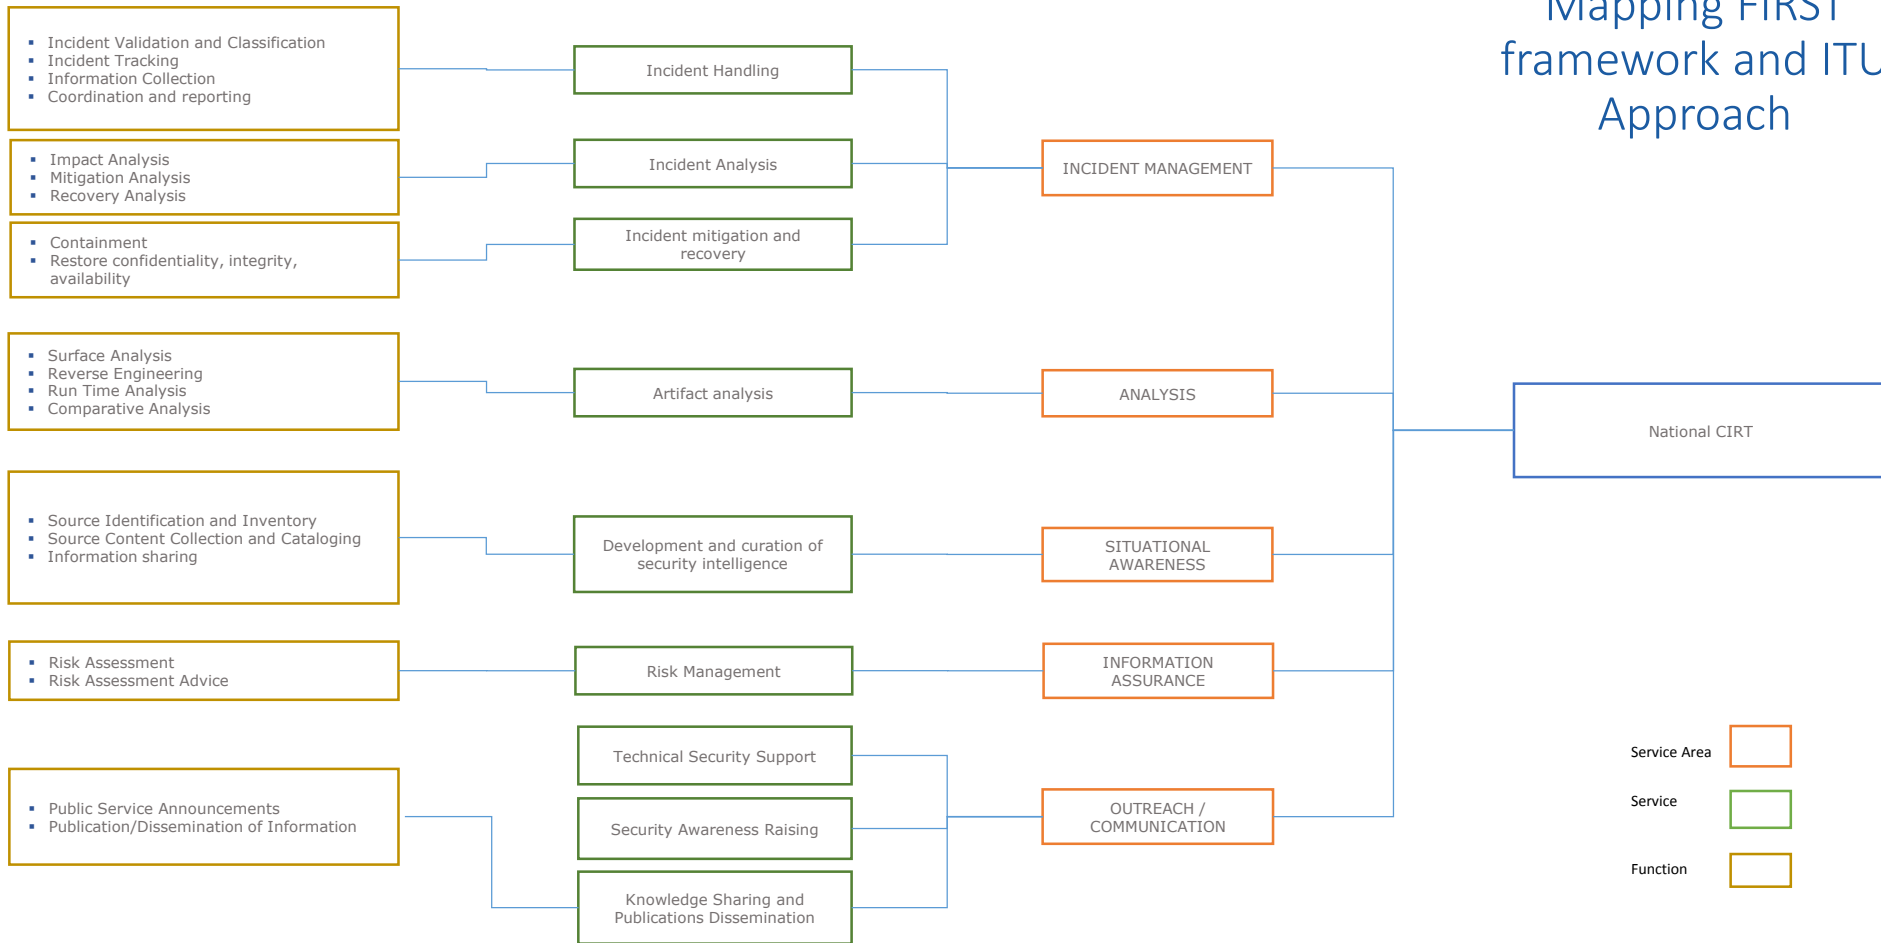 Mapping FIRST
framework and ITU
Approach
▪ Incident Validation and Classification
▪ Incident Tracking
▪ Information Collection
▪ Coordination and reporting
Incident Handling
▪ Impact Analysis
▪ Mitigation Analysis
▪ Recovery Analysis
Incident Analysis
INCIDENT MANAGEMENT
▪ Containment
▪ Restore confidentiality, integrity,
availability
Incident mitigation and
recovery
▪ Surface Analysis
▪ Reverse Engineering
▪ Run Time Analysis
▪ Comparative Analysis
Artifact analysis
ANALYSIS
National CIRT
▪ Source Identification and Inventory
▪ Source Content Collection and Cataloging
▪ Information sharing
Development and curation of
security intelligence
SITUATIONAL
AWARENESS
▪ Risk Assessment
▪ Risk Assessment Advice
Risk Management
INFORMATION
ASSURANCE
Technical Security Support
▪ Public Service Announcements
▪ Publication/Dissemination of Information
Security Awareness Raising
OUTREACH /
COMMUNICATION
Knowledge Sharing and
Publications Dissemination
Service Area
Service
Function